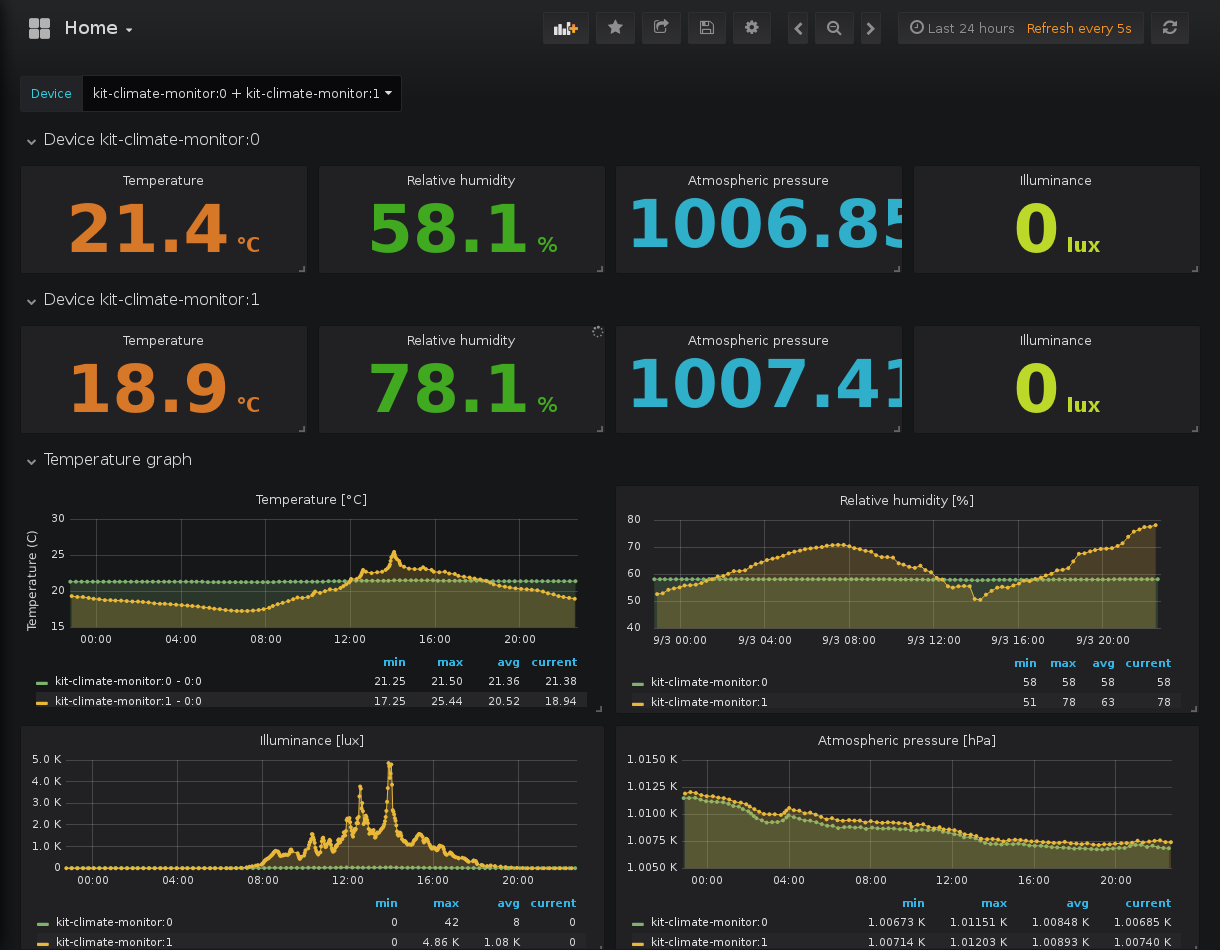 Home
Last 24 hours Refresh every 5s
Device kit-climate-monitor:0 + kit-climate-monitor:1
Device kit-climate-monitor:0
Temperature Relative humidity Atmospheric pressure Illuminance
21.4 °C 58.1 % 1006.85 0 lux
Device kit-climate-monitor:1
Temperature Relative humidity Atmospheric pressure Illuminance
18.9 °C 78.1 % 1007.41 0 lux
Temperature graph
Temperature [°C]
Temperature (C)
30
25
20
15
00:00 04:00 08:00 12:00 16:00 20:00
min max avg current
kit-climate-monitor:0 - 0:0 21.25 21.50 21.36 21.38
kit-climate-monitor:1 - 0:0 17.25 25.44 20.52 18.94
Relative humidity [%]
80
70
60
50
40
9/3 00:00 9/3 04:00 9/3 08:00 9/3 12:00 9/3 16:00 9/3 20:00
min max avg current
kit-climate-monitor:0 58 58 58 58
kit-climate-monitor:1 51 78 63 78
Illuminance [lux]
5.0 K
4.0 K
3.0 K
2.0 K
1.0 K
0
00:00 04:00 08:00 12:00 16:00 20:00
min max avg current
kit-climate-monitor:0 0 42 8 0
kit-climate-monitor:1 0 4.86 K 1.08 K 0
Atmospheric pressure [hPa]
1.0150 K
1.0125 K
1.0100 K
1.0075 K
1.0050 K
00:00 04:00 08:00 12:00 16:00 20:00
min max avg current
kit-climate-monitor:0 1.00673 K 1.01151 K 1.00848 K 1.00685 K
kit-climate-monitor:1 1.00714 K 1.01203 K 1.00893 K 1.00740 K